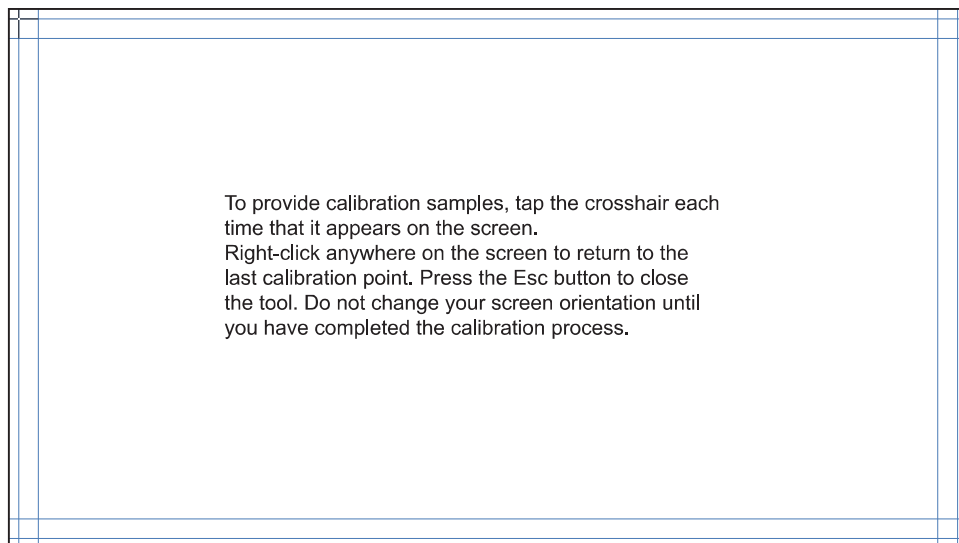 To provide calibration samples, tap the crosshair each
time that it appears on the screen.
Right-click anywhere on the screen to return to the
last calibration point. Press the Esc button to close
the tool. Do not change your screen orientation until
you have completed the calibration process.